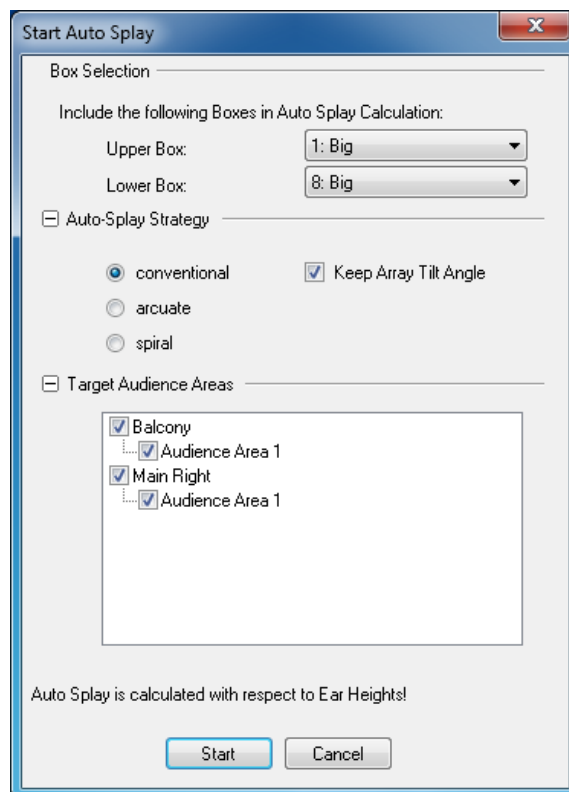 Start Auto Splay
Box Selection
Include the following Boxes in Auto Splay Calculation:
Upper Box: 1: Big
Lower Box: 8: Big
Auto-Splay Strategy
conventional Keep Array Tilt Angle
arcuate
spiral
Target Audience Areas
Balcony
Audience Area 1
Main Right
Audience Area 1
Auto Splay is calculated with respect to Ear Heights!
Start Cancel